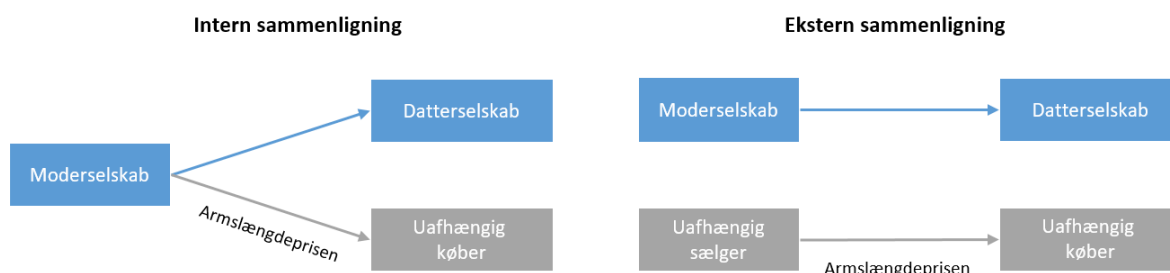 Intern sammenligning
Moderselskab
Datterselskab
Armslængdeprisen
Uafhængig
køber
Ekstern sammenligning
Moderselskab
Datterselskab
Uafhængig
sælger
Armslængdeprisen
Uafhængig
køber